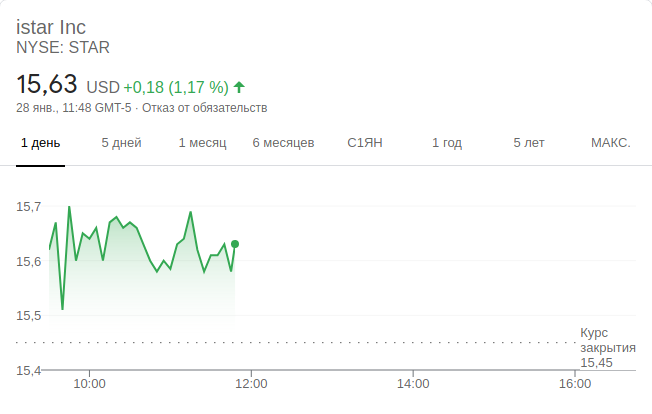 istar Inc
NYSE: STAR
15,63 USD +0,18 (1,17 %)
28 янв., 11:48 GMT-5 · Отказ от обязательств
1 день 5 дней 1 месяц 6 месяцев С1ЯН 1 год 5 лет МАКС.
15,7
15,6
15,5
Курс
закрытия
15,45
15,4
10:00 12:00 14:00 16:00